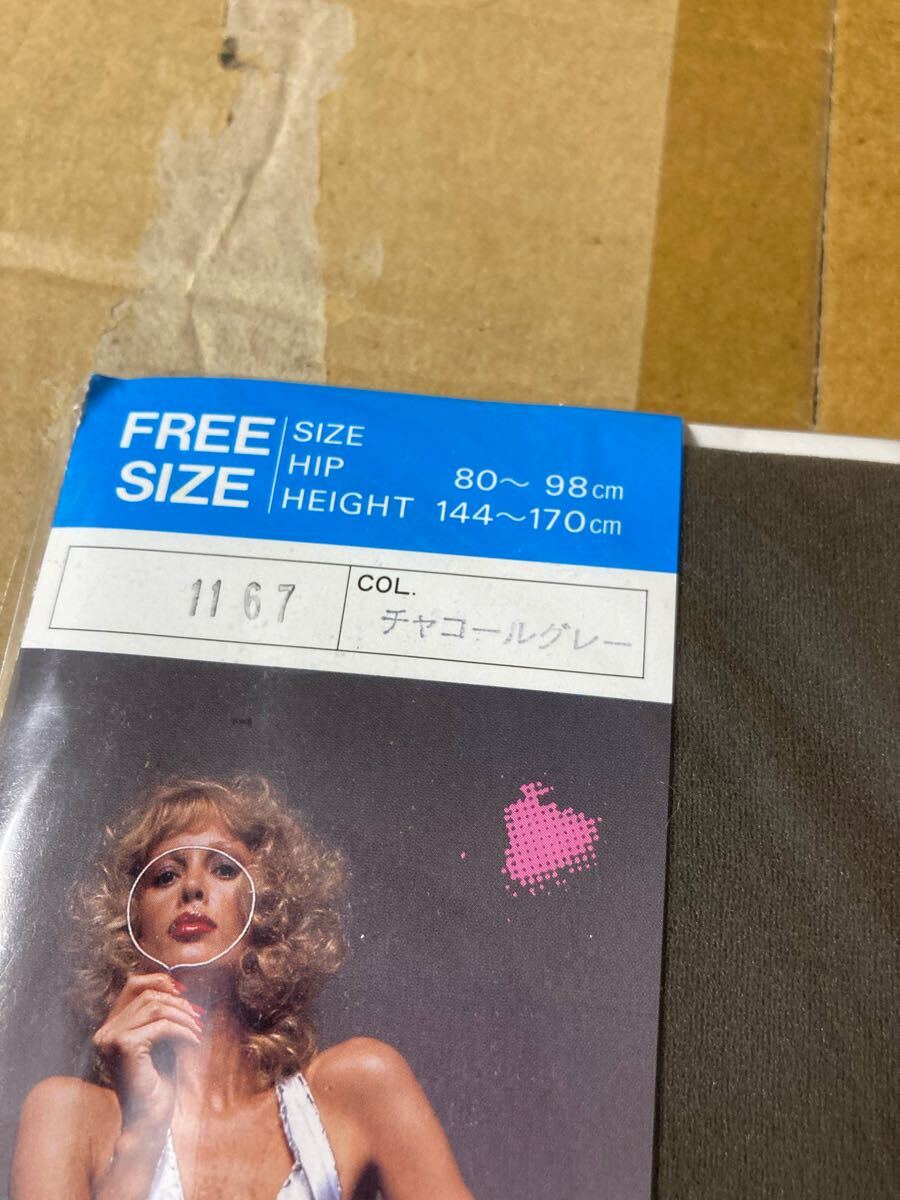 FREE SIZE
SIZE
HIP 80〜 98cm
HEIGHT 144〜170cm
1167
COL.
チャコールグレー